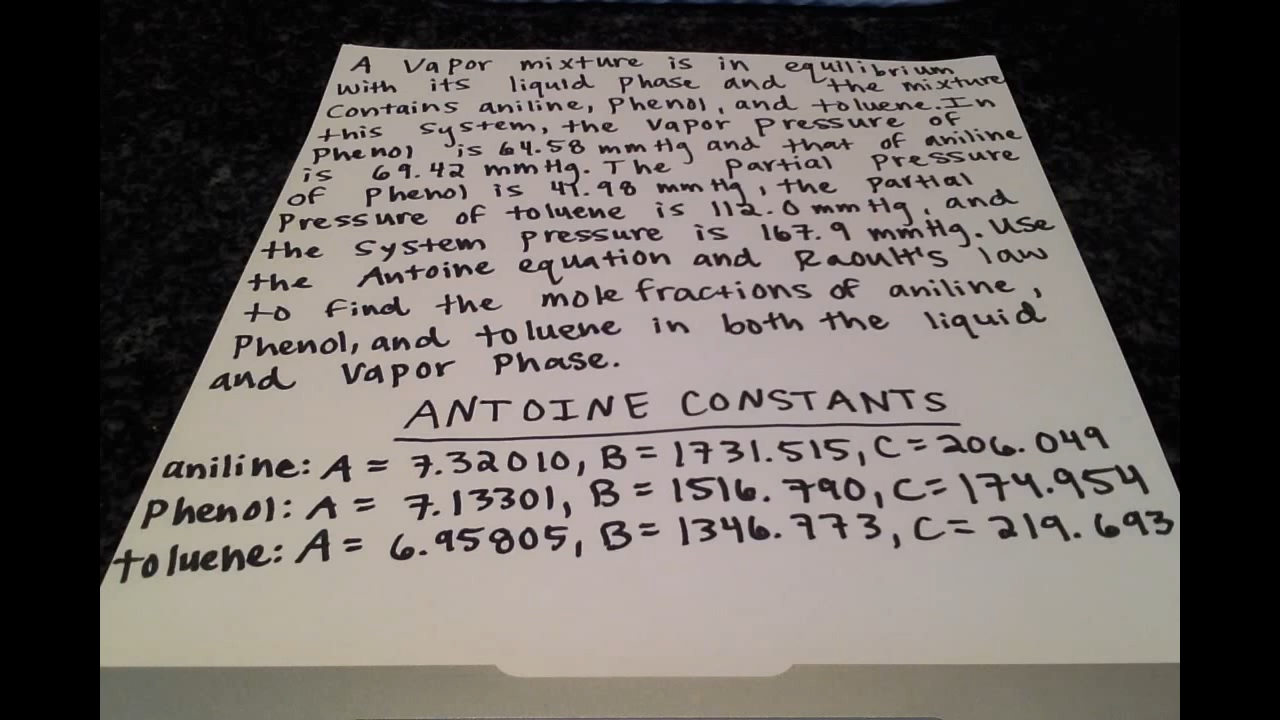 A vapor mixture is in equilibrium
with its liquid phase and the mixture
contains aniline, phenol, and toluene. In
this system, the vapor pressure of
phenol is 64.58 mmHg and that of aniline
is 69.42 mmHg. The partial pressure
of phenol is 41.98 mmHg, the partial
pressure of toluene is 112.0 mmHg, and
the system pressure is 167.9 mmHg. Use
the Antoine equation and Raoult's law
to find the mole fractions of aniline,
phenol, and toluene in both the liquid
and vapor phase.
ANTOINE CONSTANTS
aniline: A = 7.32010, B = 1731.515, C = 206.049
Phenol: A = 7.13301, B = 1516.790, C = 174.954
toluene: A = 6.95805, B = 1346.773, C = 219.693